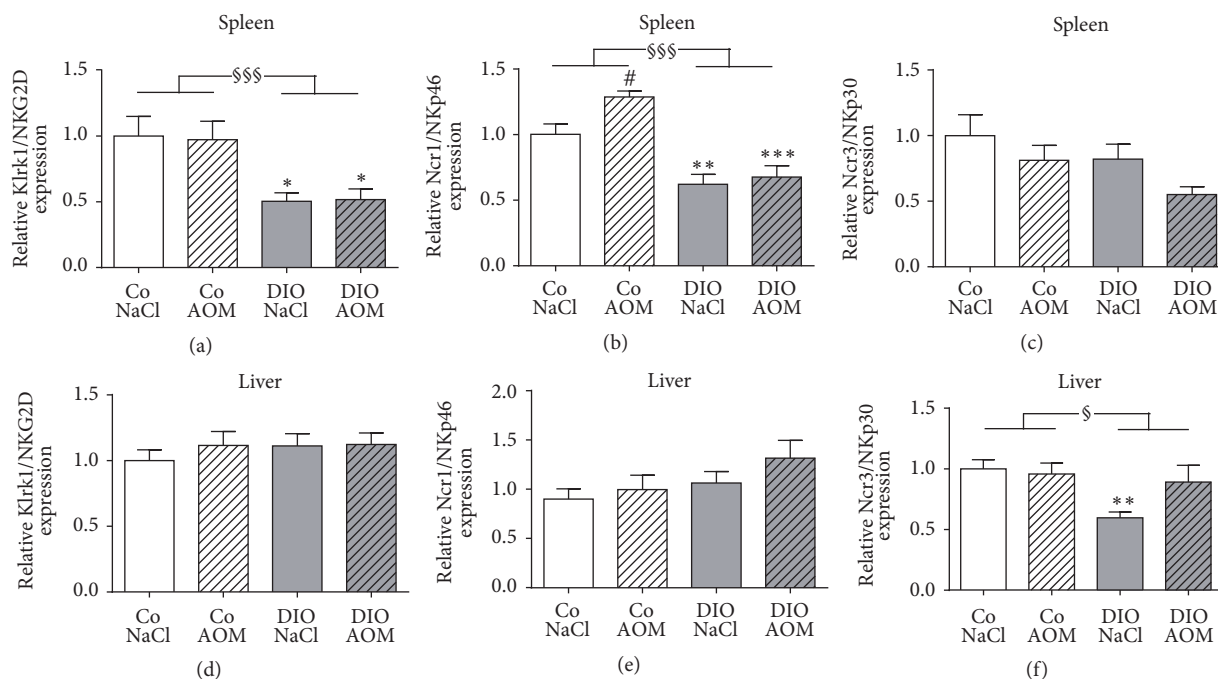 Spleen
§§§
Relative Klrk1/NKG2D
expression
1.5
1.0
0.5
0.0
*
*
Co
NaCl
Co
AOM
DIO
NaCl
DIO
AOM
(a)
Spleen
§§§
Relative Ncr1/NKp46
expression
1.5
1.0
0.5
0.0
#
**
***
Co
NaCl
Co
AOM
DIO
NaCl
DIO
AOM
(b)
Spleen
Relative Ncr3/NKp30
expression
1.5
1.0
0.5
0.0
Co
NaCl
Co
AOM
DIO
NaCl
DIO
AOM
(c)
Liver
Relative Klrk1/NKG2D
expression
1.5
1.0
0.5
0.0
Co
NaCl
Co
AOM
DIO
NaCl
DIO
AOM
(d)
Liver
Relative Ncr1/NKp46
expression
2.0
1.5
1.0
0.5
0.0
Co
NaCl
Co
AOM
DIO
NaCl
DIO
AOM
(e)
Liver
§
Relative Ncr3/NKp30
expression
1.5
1.0
0.5
0.0
**
Co
NaCl
Co
AOM
DIO
NaCl
DIO
AOM
(f)